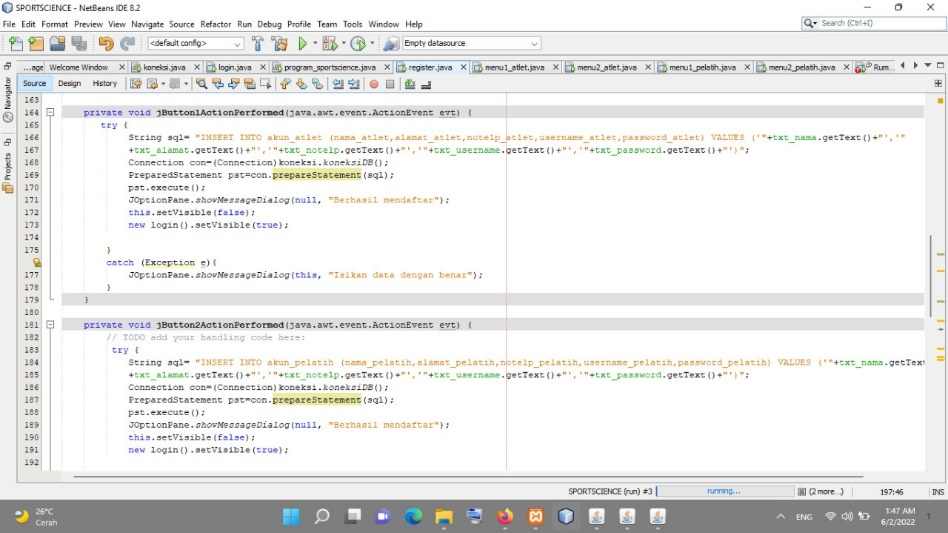 SPORTSCIENCE - NetBeans IDE 8.2
File Edit Format Preview View Navigate Source Refactor Run Debug Profile Team Tools Window Help
Search (Ctrl+I)
<default config>
Empty datasource
...age Welcome Window koneksi.java login.java program_sportscience.java register.java menu1_atlet.java menu2_atlet.java menu1_pelatih.java menu2_pelatih.java Rum...
Source Design History
Navigator
Projects
163
164 private void jButton1ActionPerformed(java.awt.event.ActionEvent evt) {
165 try {
166 String sql= "INSERT INTO akun_atlet (nama_atlet,alamat_atlet,notelp_atlet,username_atlet,password_atlet) VALUES ('"+txt_nama.getText()+"','"
167 +txt_alamat.getText()+"','"+txt_notelp.getText()+"','"+txt_username.getText()+"','"+txt_password.getText()+"')";
168 Connection con=(Connection)koneksi.koneksiDB();
169 PreparedStatement pst=con.prepareStatement(sql);
170 pst.execute();
171 JOptionPane.showMessageDialog(null, "Berhasil mendaftar");
172 this.setVisible(false);
173 new login().setVisible(true);
174
175 }
catch (Exception e){
177 JOptionPane.showMessageDialog(this, "Isikan data dengan benar");
178 }
179 }
180
181 private void jButton2ActionPerformed(java.awt.event.ActionEvent evt) {
182 // TODO add your handling code here:
183 try {
184 String sql= "INSERT INTO akun_pelatih (nama_pelatih,alamat_pelatih,notelp_pelatih,username_pelatih,password_pelatih) VALUES ('"+txt_nama.getText
185 +txt_alamat.getText()+"','"+txt_notelp.getText()+"','"+txt_username.getText()+"','"+txt_password.getText()+"')";
186 Connection con=(Connection)koneksi.koneksiDB();
187 PreparedStatement pst=con.prepareStatement(sql);
188 pst.execute();
189 JOptionPane.showMessageDialog(null, "Berhasil mendaftar");
190 this.setVisible(false);
191 new login().setVisible(true);
192
SPORTSCIENCE (run) #3 running... (2 more...) 197:46 INS
26°C
Cerah
ENG
1:47 AM
6/2/2022
1